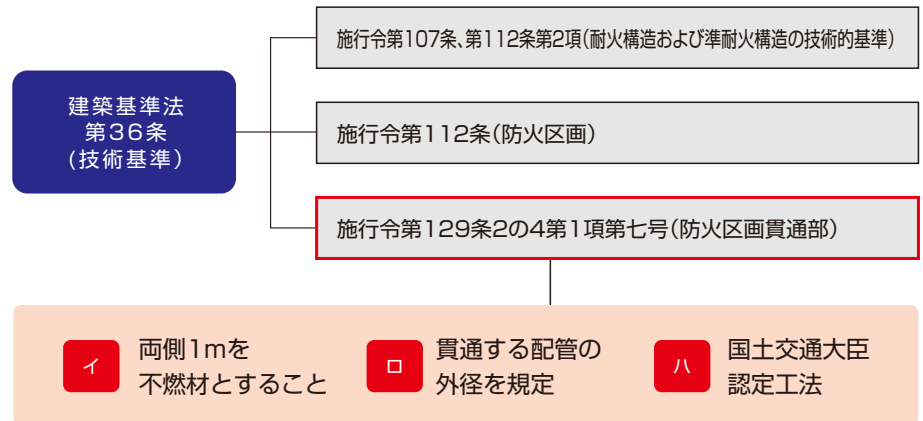 施行令第107条、第112条第2項(耐火構造および準耐火構造の技術的基準)
建築基準法
第36条
(技術基準)
施行令第112条(防火区画)
施行令第129条2の4第1項第七号(防火区画貫通部)
イ
両側1mを
不燃材とすること
ロ
貫通する配管の
外径を規定
ハ
国土交通大臣
認定工法